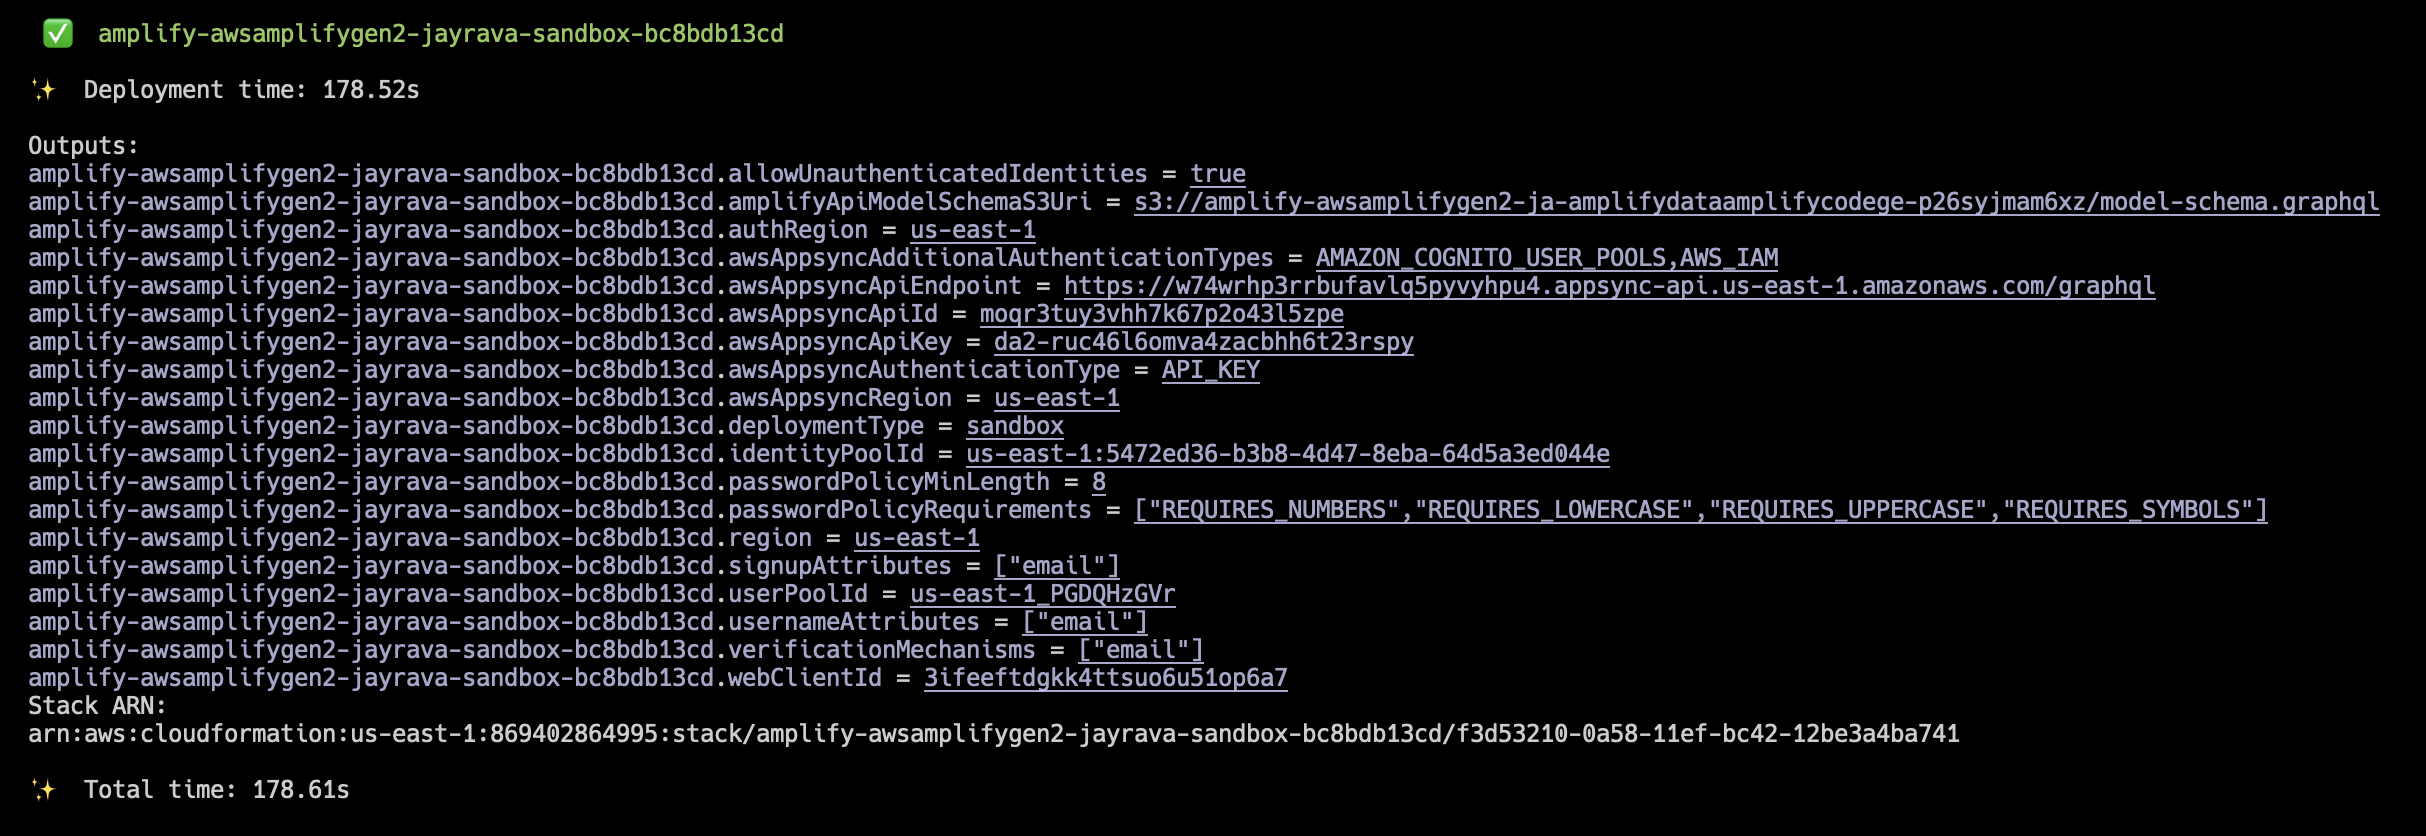 ✅ amplify-awsamplifygen2-jayrava-sandbox-bc8bdb13cd
✨ Deployment time: 178.52s
Outputs:
amplify-awsamplifygen2-jayrava-sandbox-bc8bdb13cd.allowUnauthenticatedIdentities = true
amplify-awsamplifygen2-jayrava-sandbox-bc8bdb13cd.amplifyApiModelSchemaS3Uri = s3://amplify-awsamplifygen2-ja-amplifydataamplifycodege-p26syjmam6xz/model-schema.graphql
amplify-awsamplifygen2-jayrava-sandbox-bc8bdb13cd.authRegion = us-east-1
amplify-awsamplifygen2-jayrava-sandbox-bc8bdb13cd.awsAppsyncAdditionalAuthenticationTypes = AMAZON_COGNITO_USER_POOLS,AWS_IAM
amplify-awsamplifygen2-jayrava-sandbox-bc8bdb13cd.awsAppsyncApiEndpoint = https://w74wrhp3rrbufavlq5pyvyhpu4.appsync-api.us-east-1.amazonaws.com/graphql
amplify-awsamplifygen2-jayrava-sandbox-bc8bdb13cd.awsAppsyncApiId = moqr3tuy3vhh7k67p2o43l5zpe
amplify-awsamplifygen2-jayrava-sandbox-bc8bdb13cd.awsAppsyncApiKey = da2-ruc46l6omva4zacbhh6t23rspy
amplify-awsamplifygen2-jayrava-sandbox-bc8bdb13cd.awsAppsyncAuthenticationType = API_KEY
amplify-awsamplifygen2-jayrava-sandbox-bc8bdb13cd.awsAppsyncRegion = us-east-1
amplify-awsamplifygen2-jayrava-sandbox-bc8bdb13cd.deploymentType = sandbox
amplify-awsamplifygen2-jayrava-sandbox-bc8bdb13cd.identityPoolId = us-east-1:5472ed36-b3b8-4d47-8eba-64d5a3ed044e
amplify-awsamplifygen2-jayrava-sandbox-bc8bdb13cd.passwordPolicyMinLength = 8
amplify-awsamplifygen2-jayrava-sandbox-bc8bdb13cd.passwordPolicyRequirements = ["REQUIRES_NUMBERS","REQUIRES_LOWERCASE","REQUIRES_UPPERCASE","REQUIRES_SYMBOLS"]
amplify-awsamplifygen2-jayrava-sandbox-bc8bdb13cd.region = us-east-1
amplify-awsamplifygen2-jayrava-sandbox-bc8bdb13cd.signupAttributes = ["email"]
amplify-awsamplifygen2-jayrava-sandbox-bc8bdb13cd.userPoolId = us-east-1_PGDQHzGVr
amplify-awsamplifygen2-jayrava-sandbox-bc8bdb13cd.usernameAttributes = ["email"]
amplify-awsamplifygen2-jayrava-sandbox-bc8bdb13cd.verificationMechanisms = ["email"]
amplify-awsamplifygen2-jayrava-sandbox-bc8bdb13cd.webClientId = 3ifeeftdgkk4ttsuo6u51op6a7
Stack ARN:
arn:aws:cloudformation:us-east-1:869402864995:stack/amplify-awsamplifygen2-jayrava-sandbox-bc8bdb13cd/f3d53210-0a58-11ef-bc42-12be3a4ba741
✨ Total time: 178.61s